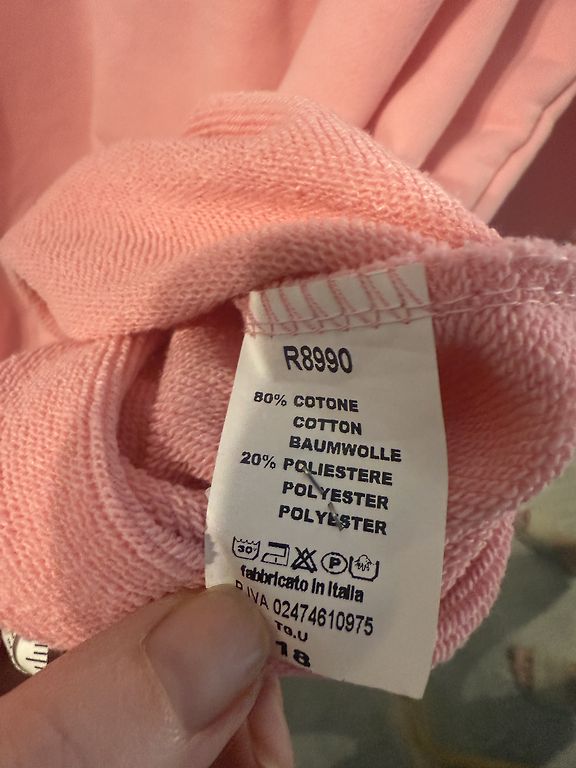 R8990
80% COTONE
COTTON
BAUMWOLLE
20% POLIESTERE
POLYESTER
POLYESTER
30°
P
fabbricato in Italia
P.IVA 02474610975
TG.U
18